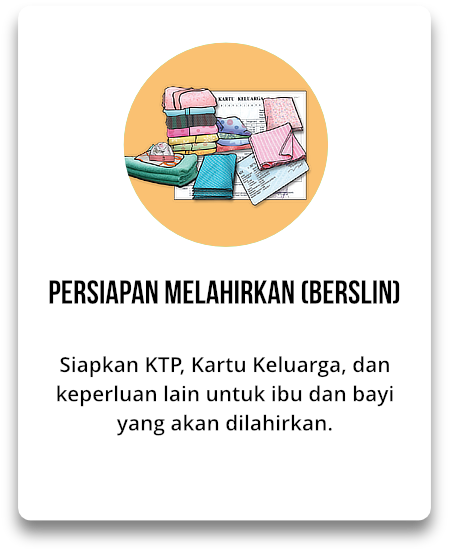 KARTU KELUARGA
PERSIAPAN MELAHIRKAN (BERSLIN)
Siapkan KTP, Kartu Keluarga, dan
keperluan lain untuk ibu dan bayi
yang akan dilahirkan.